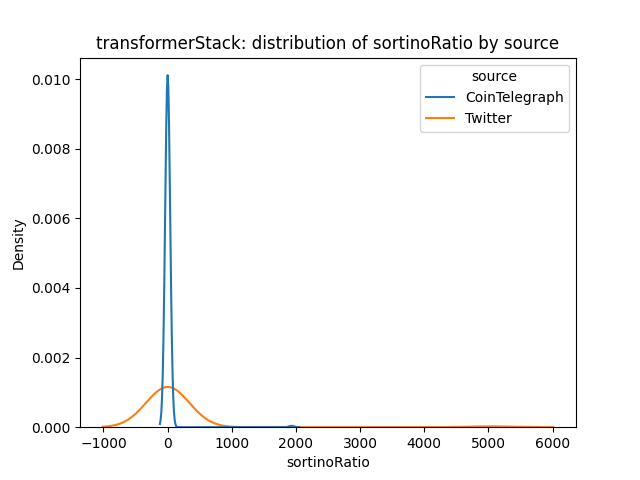 transformerStack: distribution of sortinoRatio by source
source
CoinTelegraph
Twitter
Density
0.010
0.008
0.006
0.004
0.002
0.000
−1000 0 1000 2000 3000 4000 5000 6000
sortinoRatio